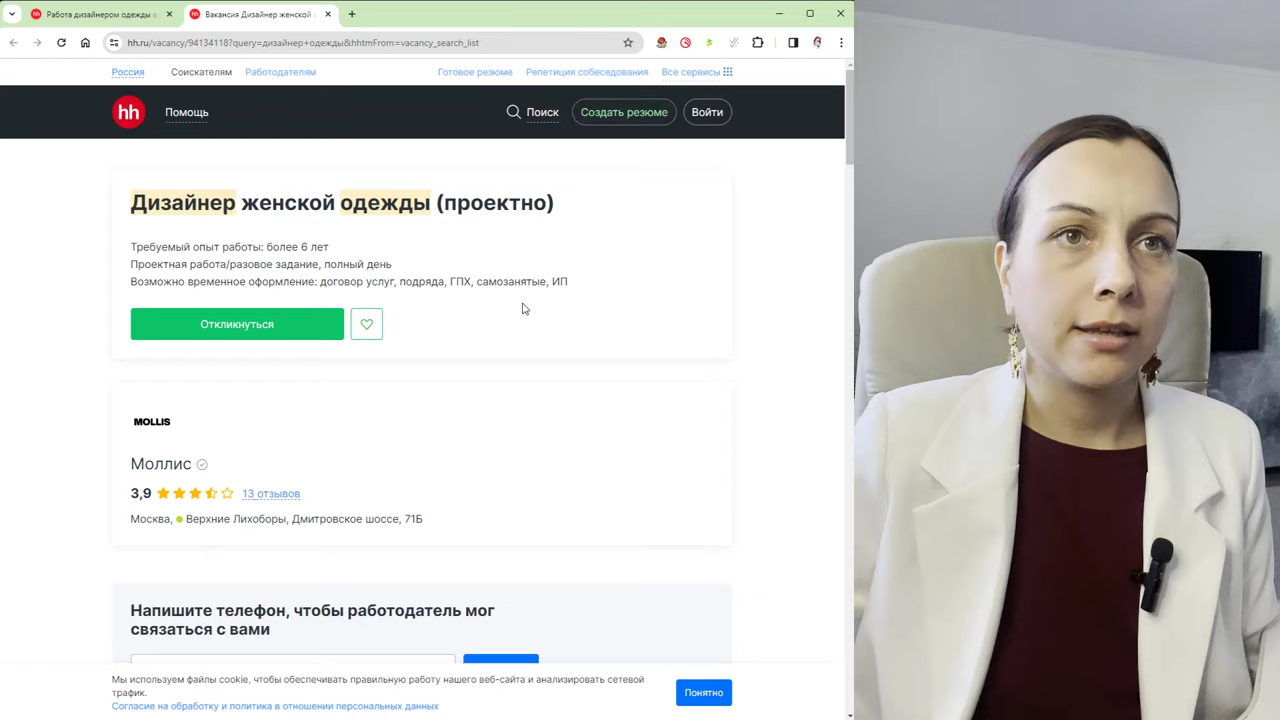 Работа дизайнером одежды в
Вакансия Дизайнер женской
hh.ru/vacancy/94134118?query=дизайнер+одежды&hhtmFrom=vacancy_search_list
Россия Соискателям Работодателям Готовое резюме Репетиция собеседования Все сервисы
hh Помощь Поиск Создать резюме Войти
Дизайнер женской одежды (проектно)
Требуемый опыт работы: более 6 лет
Проектная работа/разовое задание, полный день
Возможно временное оформление: договор услуг, подряда, ГПХ, самозанятые, ИП
Откликнуться
MOLLIS
Моллис
3,9 13 отзывов
Москва, Верхние Лихоборы, Дмитровское шоссе, 71Б
Напишите телефон, чтобы работодатель мог
связаться с вами
Мы используем файлы cookie, чтобы обеспечивать правильную работу нашего веб-сайта и анализировать сетевой
трафик.
Согласие на обработку и политика в отношении персональных данных
Понятно